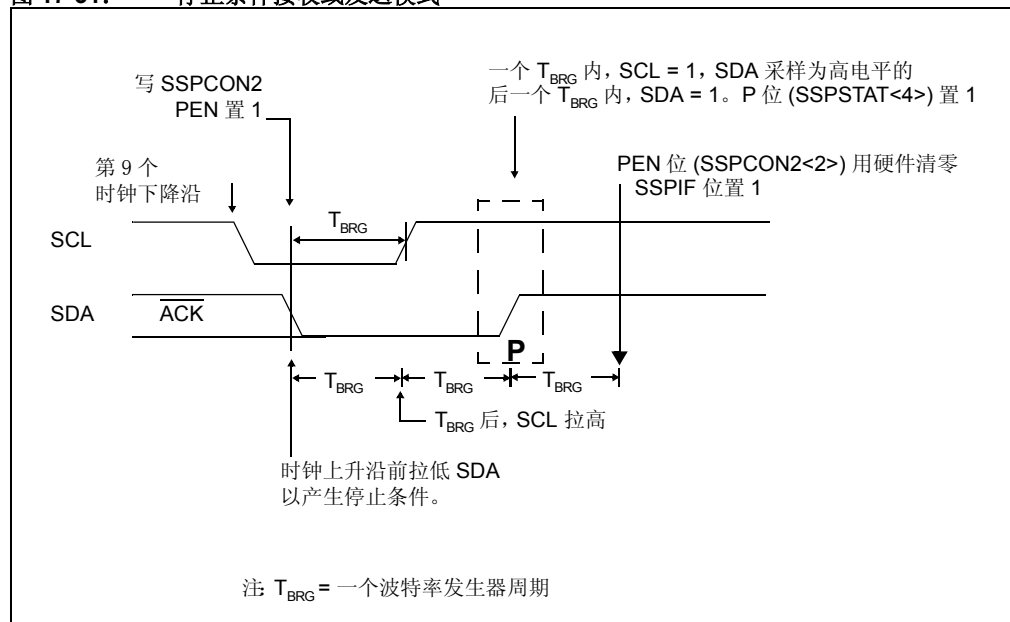 写 SSPCON2
PEN 置 1
一个 TBRG 内，SCL = 1，SDA 采样为高电平的
后一个 TBRG 内，SDA = 1。P 位 (SSPSTAT<4>) 置 1
PEN 位 (SSPCON2<2>) 用硬件清零
SSPIF 位置 1
第 9 个
时钟下降沿
SCL
TBRG
SDA
ACK
P
TBRG
TBRG
TBRG
TBRG 后，SCL 拉高
时钟上升沿前拉低 SDA
以产生停止条件。
注: TBRG = 一个波特率发生器周期